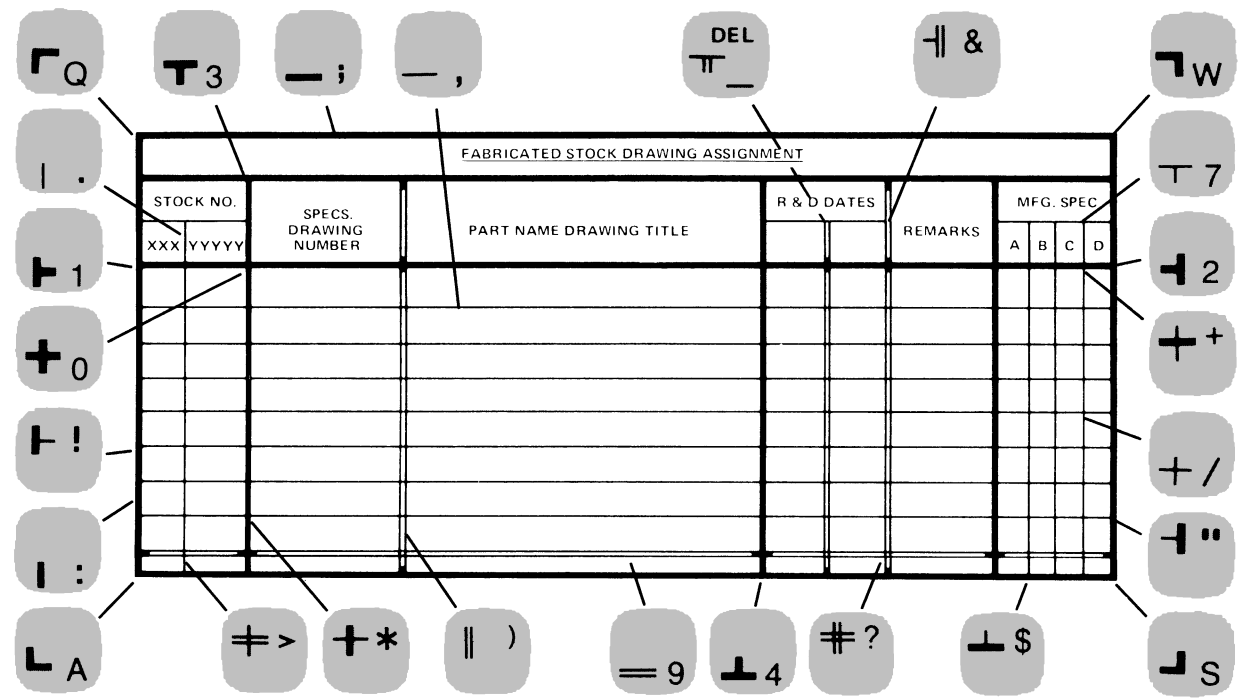 Q
3
;
,
DEL
_
&
W
.
7
1
2
0
+
!
/
:
"
A
>
*
)
9
4
?
$
S
FABRICATED STOCK DRAWING ASSIGNMENT
STOCK NO.
XXX YYYYY
SPECS.
DRAWING
NUMBER
PART NAME DRAWING TITLE
R & D DATES
REMARKS
MFG. SPEC
A B C D